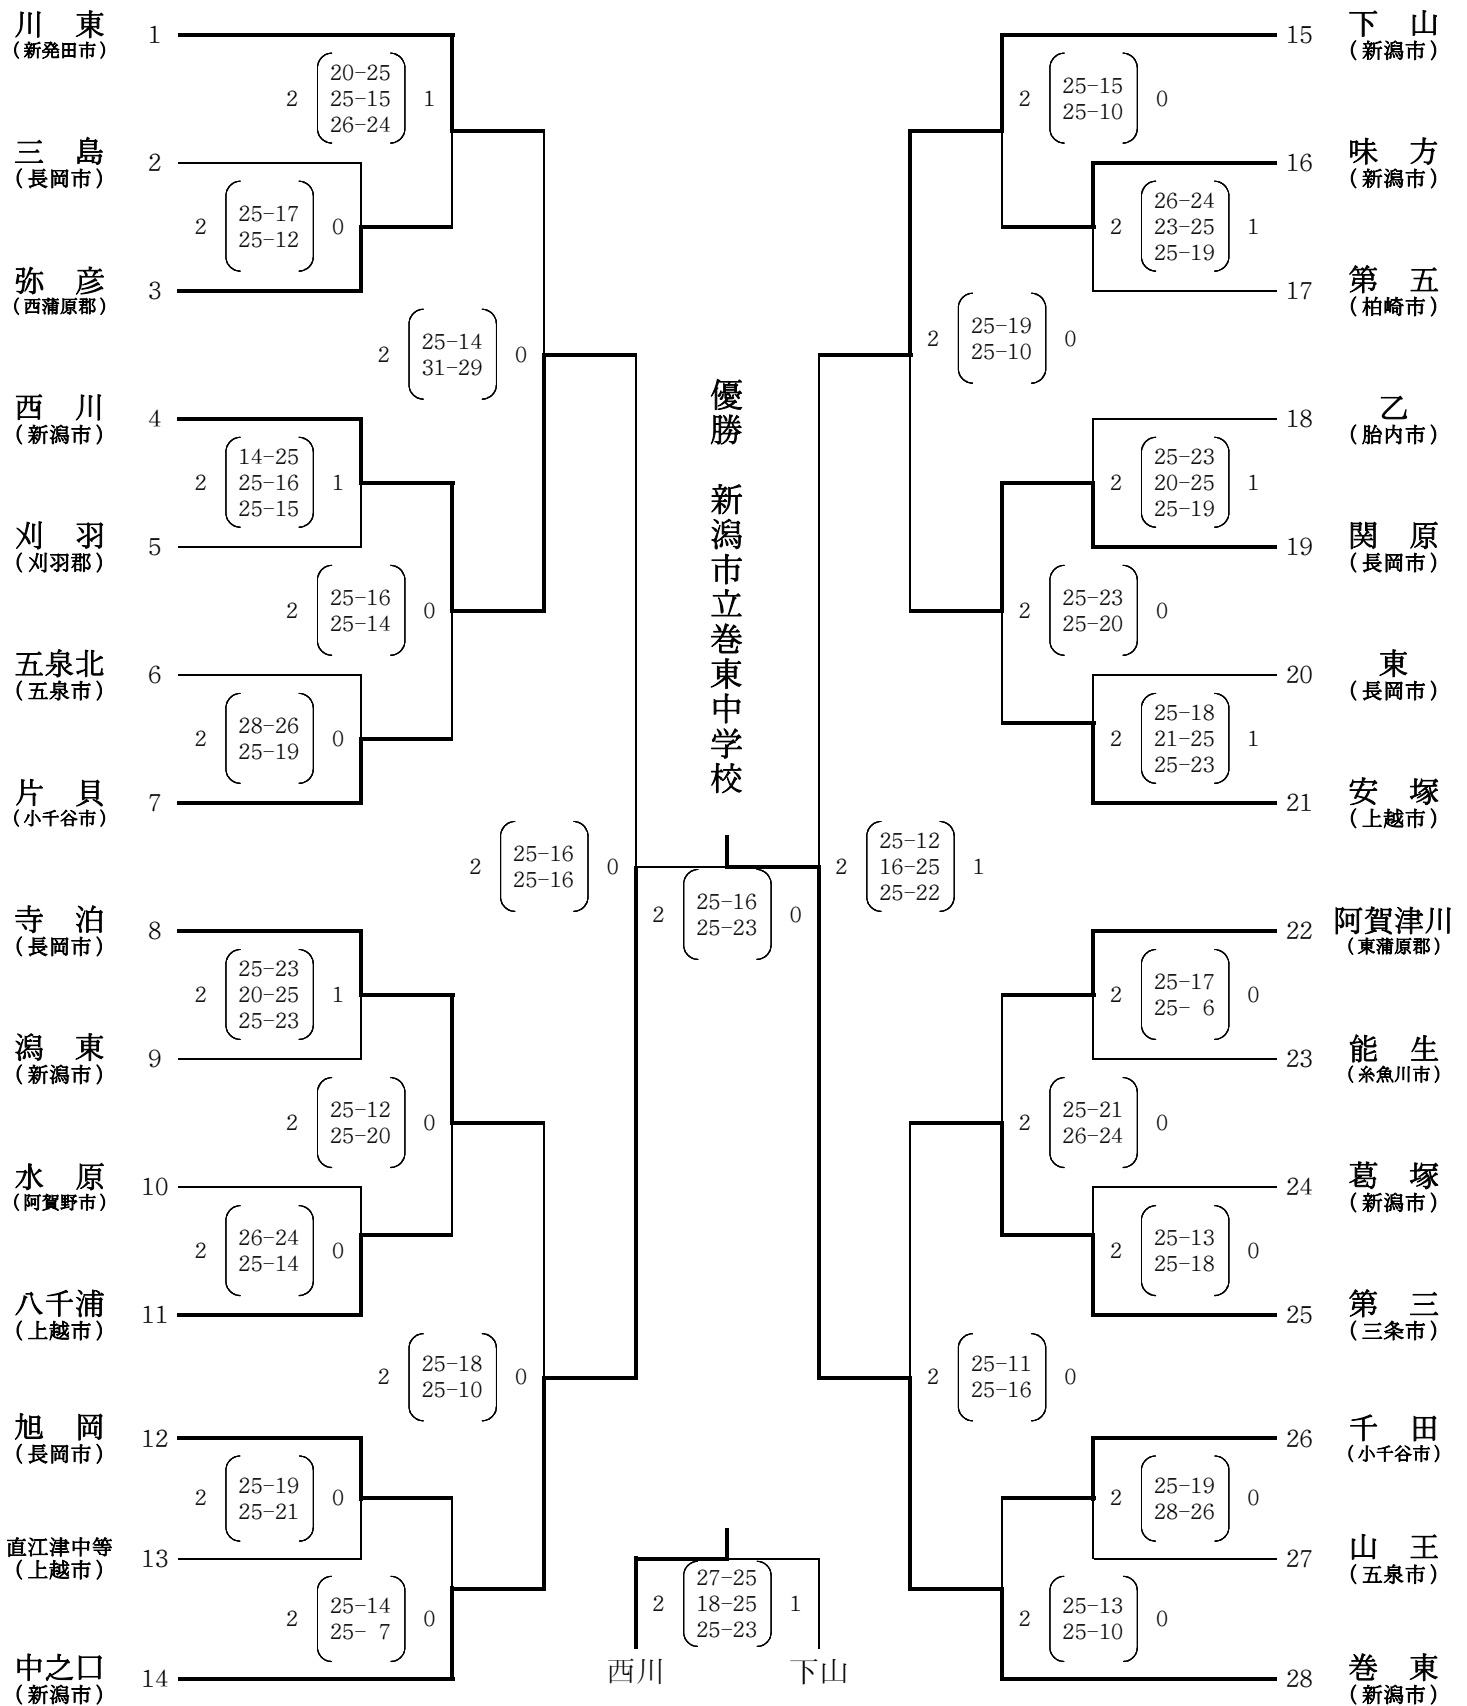 川　東
(新発田市)
1
20-25
2 25-15 1
26-24
三　島
(長岡市)
2
25-17
2 0
25-12
弥　彦
(西蒲原郡)
3
25-14
2 0
31-29
西　川
(新潟市)
4
14-25
2 25-16 1
25-15
刈　羽
(刈羽郡)
5
25-16
2 0
25-14
五泉北
(五泉市)
6
28-26
2 0
25-19
片　貝
(小千谷市)
7
25-16
2 0
25-16
寺　泊
(長岡市)
8
25-23
2 20-25 1
25-23
潟　東
(新潟市)
9
25-12
2 0
25-20
水　原
(阿賀野市)
10
26-24
2 0
25-14
八千浦
(上越市)
11
25-18
2 0
25-10
旭　岡
(長岡市)
12
25-19
2 0
25-21
直江津中等
(上越市)
13
25-14
2 0
25- 7
中之口
(新潟市)
14
優勝　新潟市立巻東中学校
25-16
2 0
25-23
27-25
2 18-25 1
25-23
西川
下山
15
下　山
(新潟市)
25-15
2 0
25-10
16
味　方
(新潟市)
26-24
2 23-25 1
25-19
17
第　五
(柏崎市)
25-19
2 0
25-10
18
乙
(胎内市)
25-23
2 20-25 1
25-19
19
関　原
(長岡市)
25-23
2 0
25-20
20
東
(長岡市)
25-18
2 21-25 1
25-23
21
安　塚
(上越市)
25-12
2 16-25 1
25-22
22
阿賀津川
(東蒲原郡)
25-17
2 0
25- 6
23
能　生
(糸魚川市)
25-21
2 0
26-24
24
葛　塚
(新潟市)
25-13
2 0
25-18
25
第　三
(三条市)
25-11
2 0
25-16
26
千　田
(小千谷市)
25-19
2 0
28-26
27
山　王
(五泉市)
25-13
2 0
25-10
28
巻　東
(新潟市)